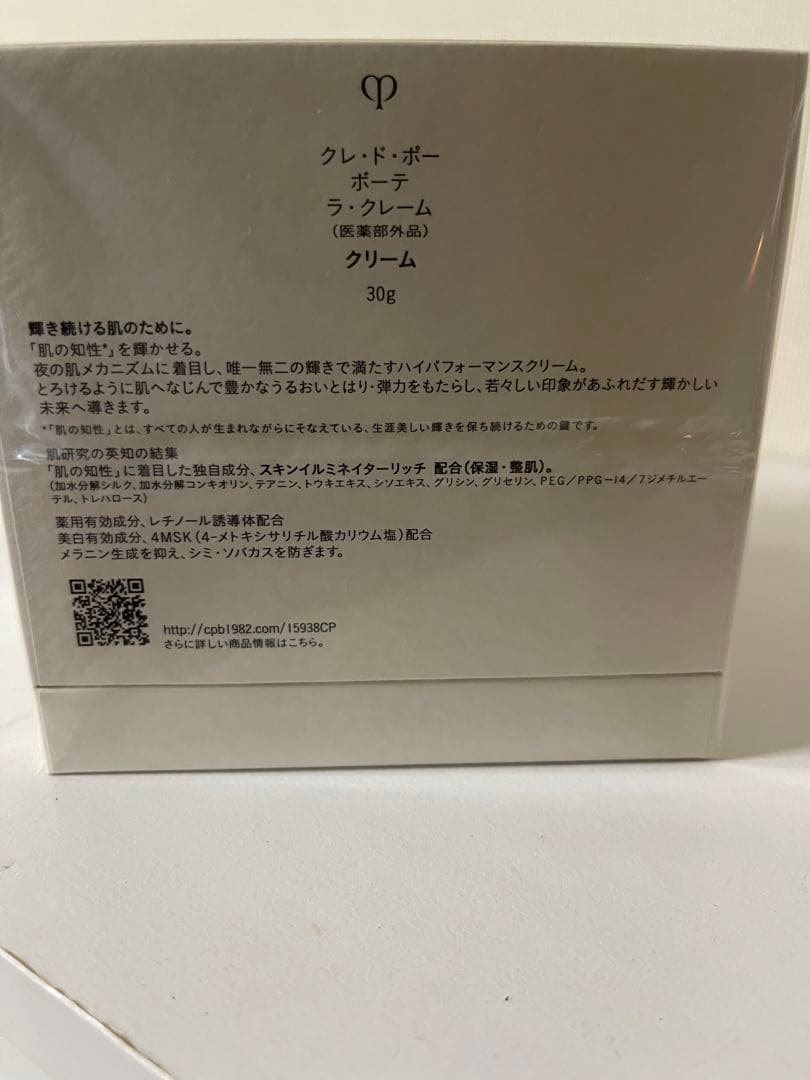 クレ・ド・ポー
ボーテ
ラ・クレーム
(医薬部外品)
クリーム
30g
輝き続ける肌のために。
「肌の知性*」を輝かせる。
夜の肌メカニズムに着目し、唯一無二の輝きで満たすハイパフォーマンスクリーム。
とろけるように肌へなじんで豊かなうるおいとはり・弾力をもたらし、若々しい印象があふれだす輝かしい
未来へ導きます。
*「肌の知性」とは、すべての人が生まれながらにそなえている、生涯美しい輝きを保ち続けるための鍵です。
肌研究の英知の結集
「肌の知性」に着目した独自成分、スキンイルミネイターリッチ 配合(保湿・整肌)。
(加水分解シルク、加水分解コンキオリン、テアニン、トウキエキス、シソエキス、グリシン、グリセリン、PEG/PPG-14/7ジメチルエー
テル、トレハロース)
薬用有効成分、レチノール誘導体配合
美白有効成分、4MSK(4-メトキシサリチル酸カリウム塩)配合
メラニン生成を抑え、シミ・ソバカスを防ぎます。
http://cpb1982.com/15938CP
さらに詳しい商品情報はこちら。